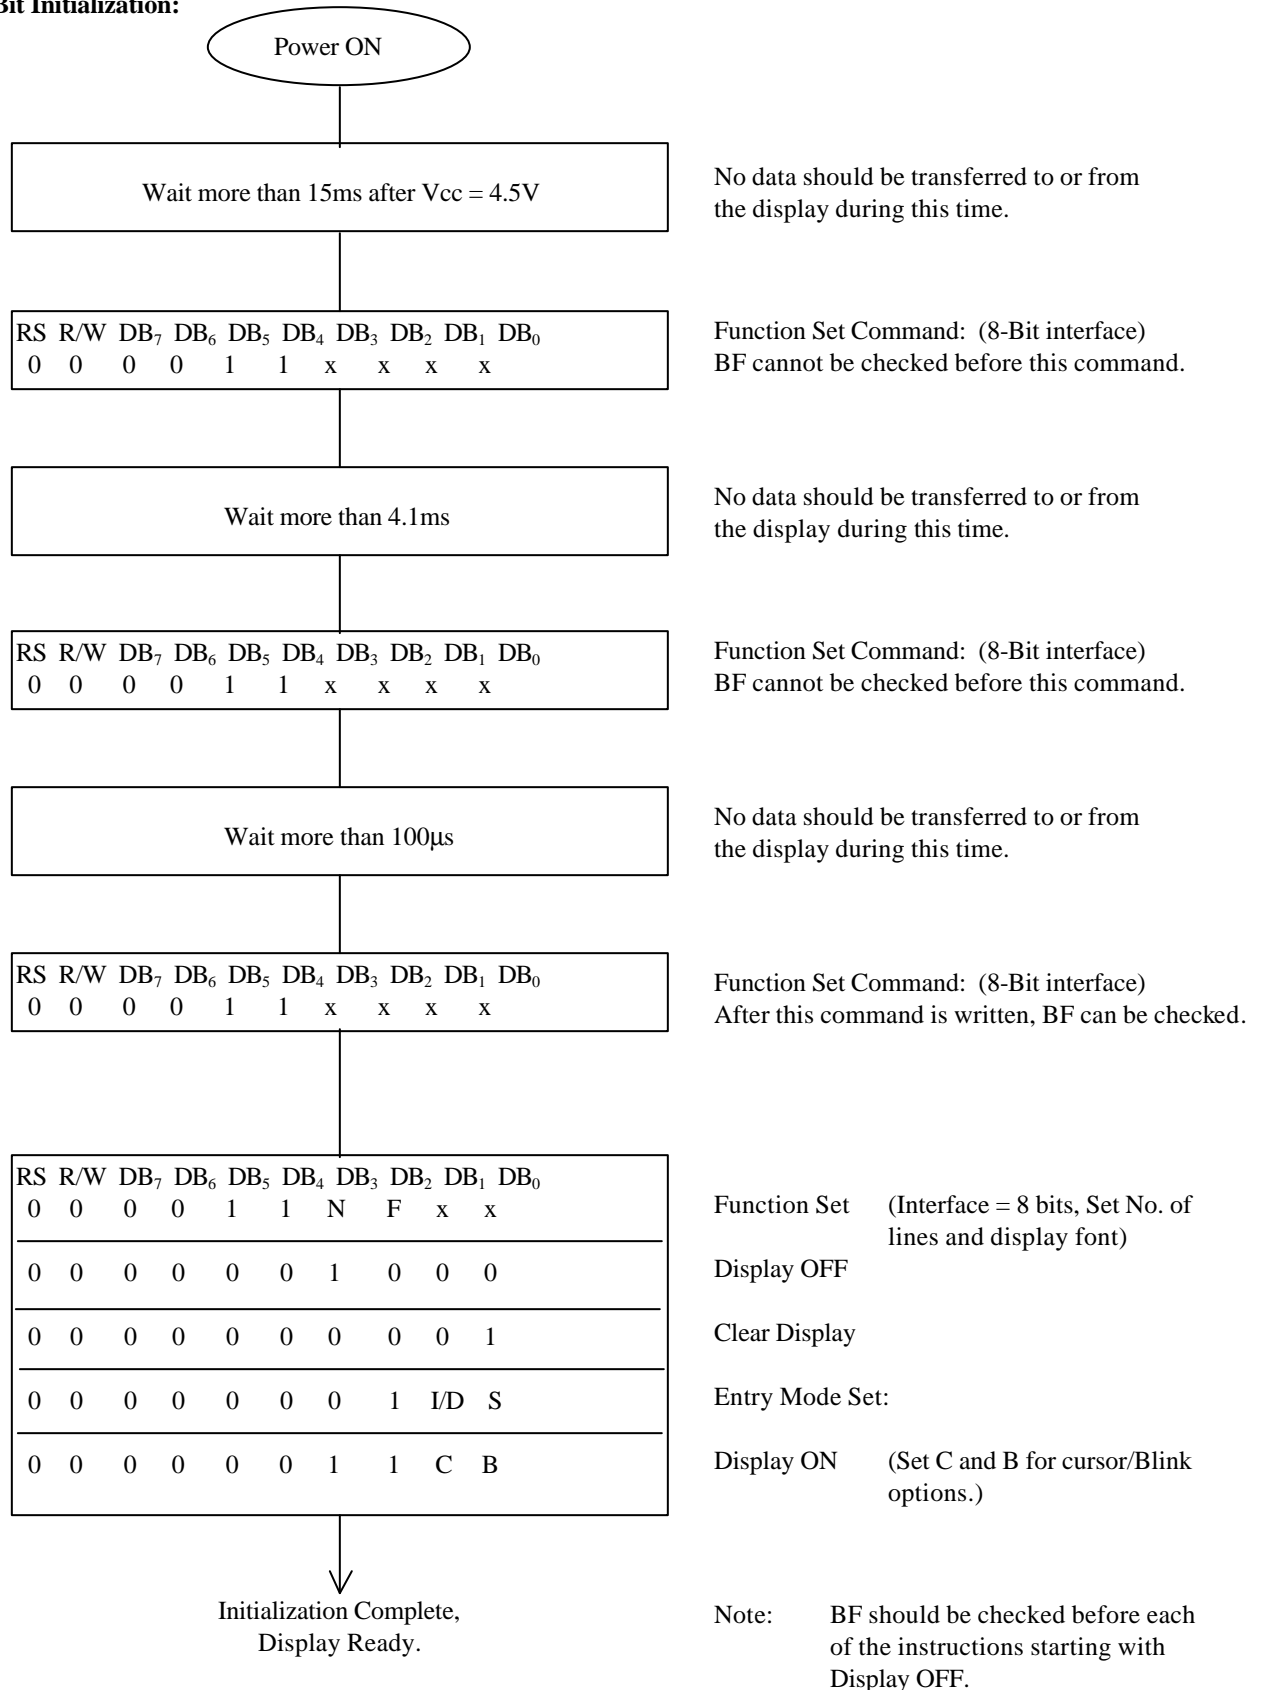 Bit Initialization:
Power ON
Wait more than 15ms after Vcc = 4.5V
No data should be transferred to or from
the display during this time.
RS R/W DB₇ DB₆ DB₅ DB₄ DB₃ DB₂ DB₁ DB₀
0 0 0 0 1 1 x x x x
Function Set Command: (8-Bit interface)
BF cannot be checked before this command.
Wait more than 4.1ms
No data should be transferred to or from
the display during this time.
RS R/W DB₇ DB₆ DB₅ DB₄ DB₃ DB₂ DB₁ DB₀
0 0 0 0 1 1 x x x x
Function Set Command: (8-Bit interface)
BF cannot be checked before this command.
Wait more than 100µs
No data should be transferred to or from
the display during this time.
RS R/W DB₇ DB₆ DB₅ DB₄ DB₃ DB₂ DB₁ DB₀
0 0 0 0 1 1 x x x x
Function Set Command: (8-Bit interface)
After this command is written, BF can be checked.
RS R/W DB₇ DB₆ DB₅ DB₄ DB₃ DB₂ DB₁ DB₀
0 0 0 0 1 1 N F x x
Function Set (Interface = 8 bits, Set No. of
lines and display font)
0 0 0 0 0 0 1 0 0 0
Display OFF
0 0 0 0 0 0 0 0 0 1
Clear Display
0 0 0 0 0 0 0 1 I/D S
Entry Mode Set:
0 0 0 0 0 0 1 1 C B
Display ON (Set C and B for cursor/Blink
options.)
Initialization Complete,
Display Ready.
Note: BF should be checked before each
of the instructions starting with
Display OFF.